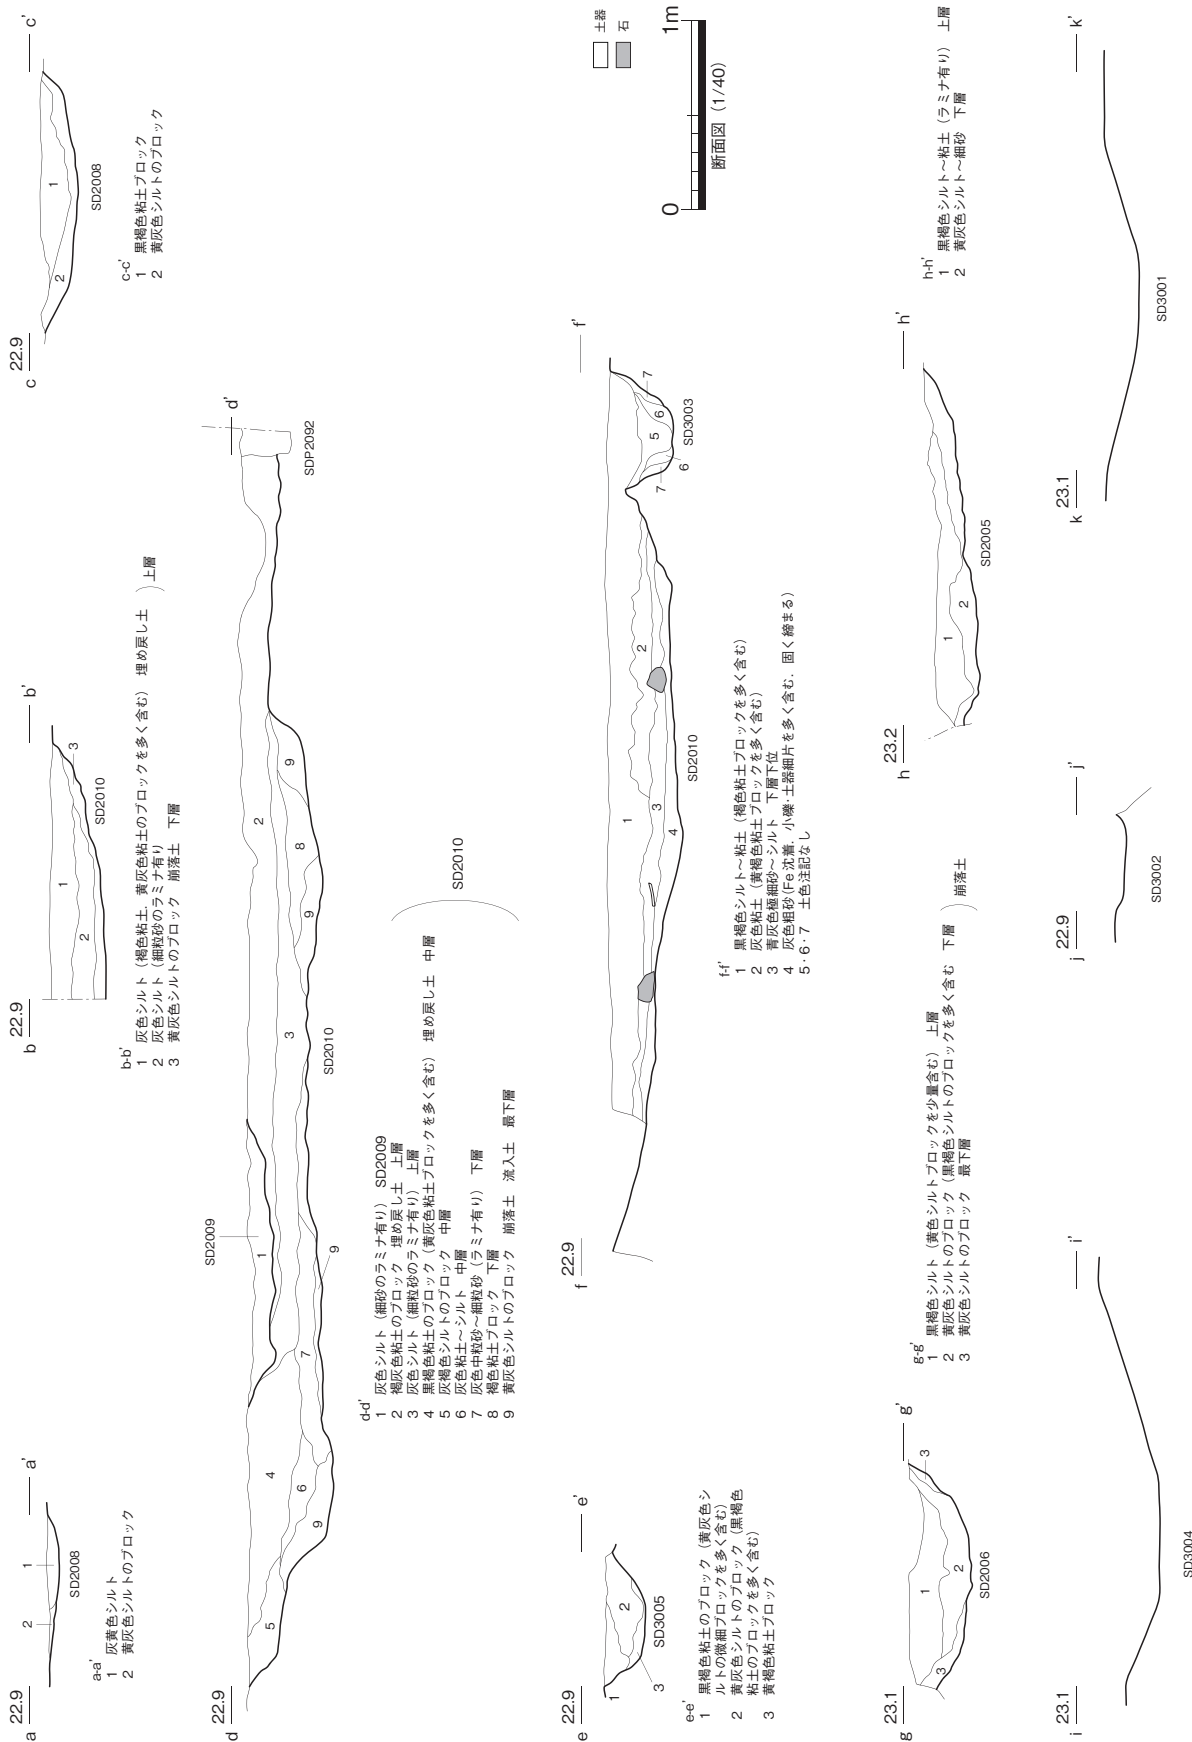 22.9
a
a'
2
1
SD2008
a-a'
1 灰黄色シルト
2 黄灰色シルトのブロック
22.9
b
b'
1
2
3
SD2010
b-b'
1 灰色シルト（褐色粘土、黄灰色粘土のブロックを多く含む） 埋め戻し土
2 灰色シルト（細粒砂のラミナ有り）
上層
3 黄灰色シルトのブロック 崩落土 下層
22.9
c
c'
1
2
SD2008
c-c'
1 黒褐色粘土ブロック
2 黄灰色シルトのブロック
d
d'
SD2009
1
2
3
4
5
6
7
8
9
9
9
9
SD2010
SDP2092
d-d'
1 灰色シルト（細砂のラミナ有り） SD2009
2 褐灰色粘土のブロック 埋め戻し土 上層
3 灰色シルト（細粒砂のラミナ有り） 上層
4 黒褐色粘土のブロック（黄灰色粘土ブロックを多く含む） 埋め戻し土 中層
5 灰褐色シルトのブロック 中層
6 灰色粘土～シルト 中層
7 灰色中粒砂～細粒砂（ラミナ有り） 下層
8 褐色粘土ブロック 下層
9 黄灰色シルトのブロック 崩落土 流入土 最下層
SD2010
22.9
e
e'
1
2
3
SD3005
e-e'
1 黒褐色粘土のブロック（黄灰色シ
ルトの微細ブロックを多く含む）
2 黄灰色シルトのブロック（黒褐色
粘土のブロックを多く含む）
3 黄褐色粘土ブロック
22.9
f
f'
1
2
3
4
5
6
6
7
7
SD2010
SD3003
f-f'
1 黒褐色シルト～粘土（褐色粘土ブロックを多く含む）
2 灰色粘土（黄褐色粘土ブロックを多く含む）
3 青灰色極細砂～シルト 下層下位
4 灰色粗砂（Fe沈着、小礫・土器細片を多く含む、固く締まる）
5・6・7 土色注記なし
土器
石
0
1m
断面図（1/40）
23.1
g
g'
1
2
3
3
SD2006
g-g'
1 黒褐色シルト（黄色シルトブロックを少量含む） 上層
2 黄灰色シルトのブロック（黒褐色シルトのブロックを多く含む 下層
3 黄灰色シルトのブロック 最下層
崩落土
23.2
h
h'
1
2
SD2005
h-h'
1 黒褐色シルト～粘土（ラミナ有り） 上層
2 黄灰色シルト～細砂 下層
23.1
i
i'
SD3004
22.9
j
j'
SD3002
23.1
k
k'
SD3001